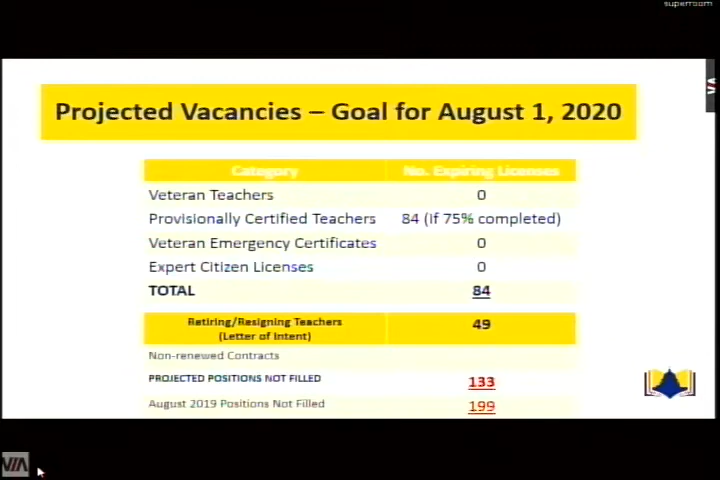 superroom
Projected Vacancies – Goal for August 1, 2020
Category No. Expiring Licenses
Veteran Teachers 0
Provisionally Certified Teachers 84 (If 75% completed)
Veteran Emergency Certificates 0
Expert Citizen Licenses 0
TOTAL 84
Retiring/Resigning Teachers 49
(Letter of Intent)
Non-renewed Contracts
PROJECTED POSITIONS NOT FILLED 133
August 2019 Positions Not Filled 199
VIA